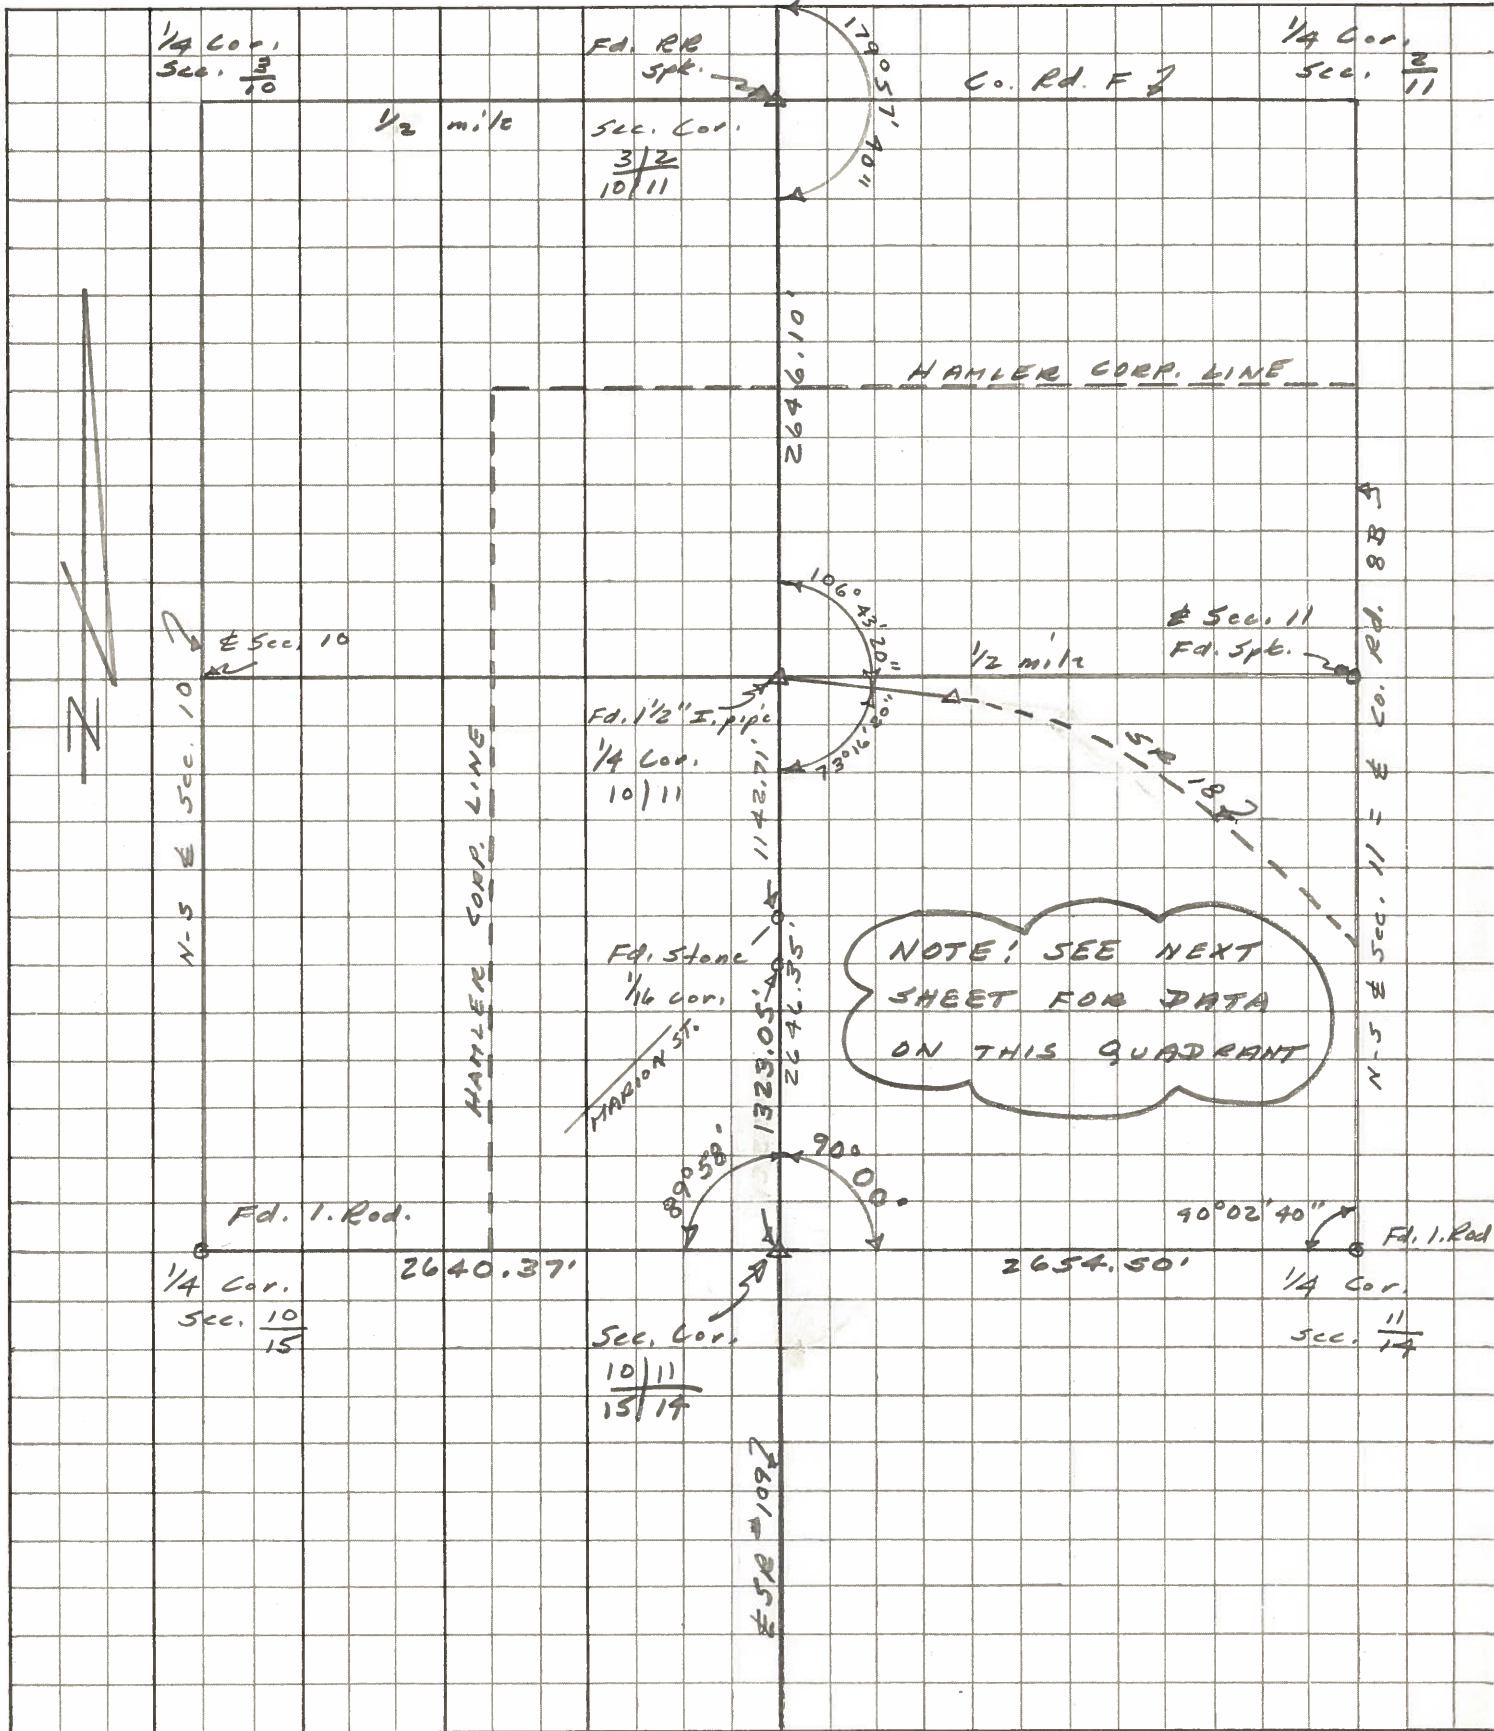 1/4 Cor.
Sec. 3/10
Fd. RR
Spk.
179° 57' 40"
Co. Rd. F
1/4 Cor.
Sec. 2/11
1/2 mile
Sec. Cor.
3|2
10|11
2646.10'
HAMLER CORP. LINE
106° 43' 20"
℄ Sec. 10
1/2 mile
℄ Sec. 11
Fd. Spk.
Fd. 1 1/2" I. pipe
1/4 Cor.
10|11
73° 16'
SR 18
N
N-S ℄ Sec. 10
HAMLER CORP. LINE
1142.71'
N-S ℄ Sec. 11 = ℄ Co. Rd. 8B
Fd. Stone
1/16 Cor.
MARION ST.
1323.05'
2646.35'
NOTE! SEE NEXT
SHEET FOR DATA
ON THIS QUADRANT
89° 58'
90° 00'
90° 02' 40"
Fd. I. Rod.
Fd. I. Rod
2640.37'
2654.50'
1/4 Cor.
Sec. 10/15
Sec. Cor.
10|11
15|14
1/4 Cor.
Sec. 11/14
℄ SR - 109